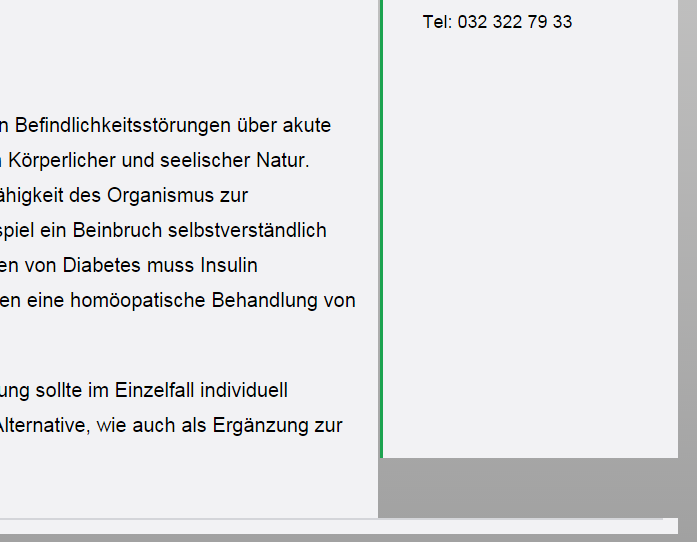 Tel: 032 322 79 33
Befindlichkeitsstörungen über akute
Körperlicher und seelischer Natur.
ähigkeit des Organismus zur
spiel ein Beinbruch selbstverständlich
en von Diabetes muss Insulin
en eine homöopatische Behandlung von
ung sollte im Einzelfall individuell
Alternative, wie auch als Ergänzung zur